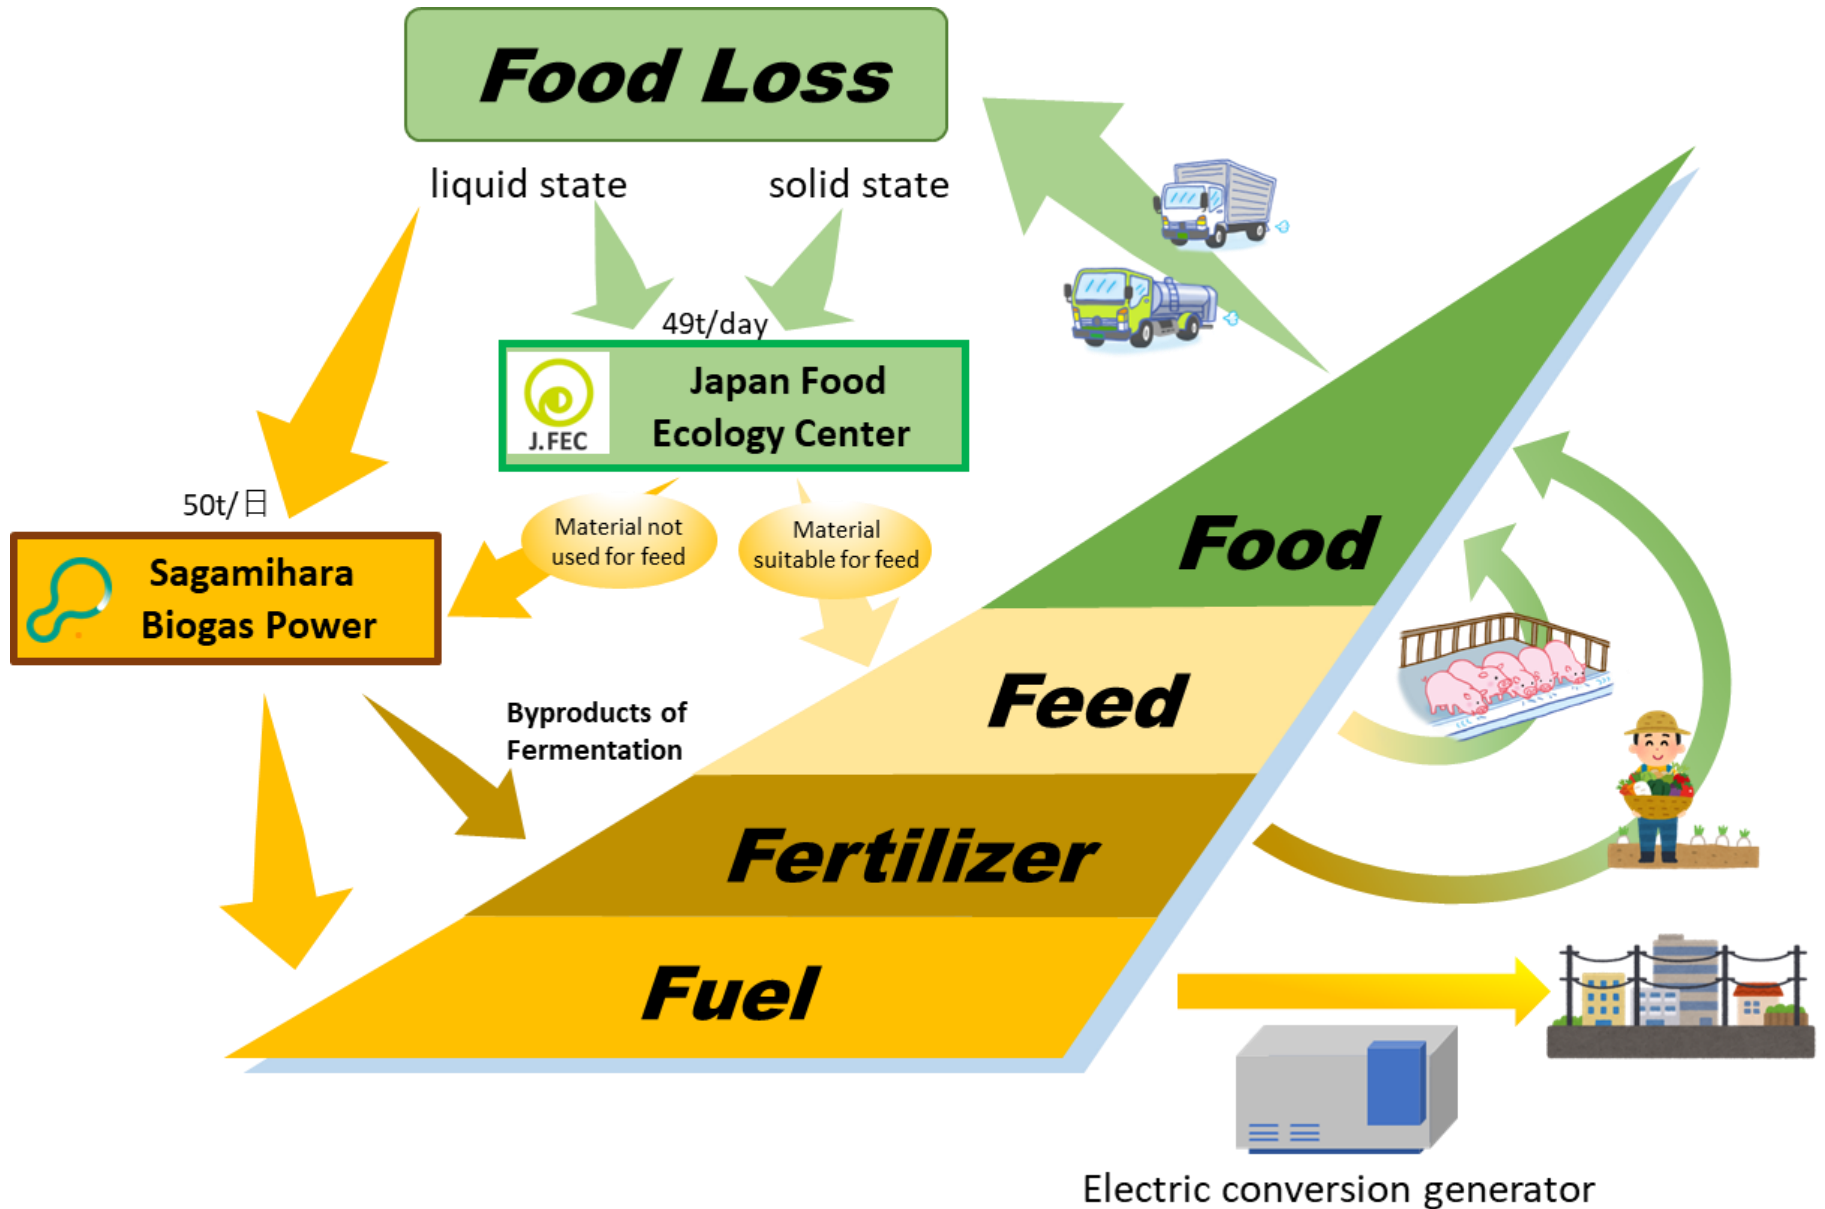 Food Loss
liquid state
solid state
49t/day
J.FEC
Japan Food
Ecology Center
50t/日
Sagamihara
Biogas Power
Material not
used for feed
Material
suitable for feed
Byproducts of
Fermentation
Food
Feed
Fertilizer
Fuel
Electric conversion generator